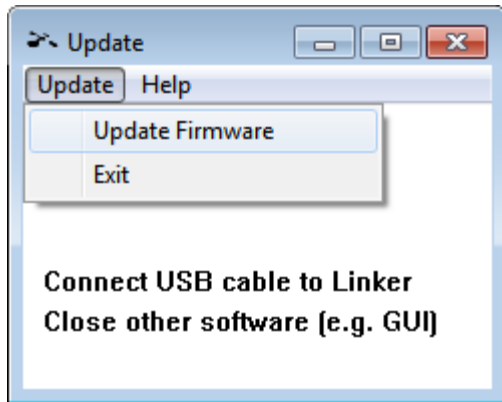 Update
Update Help
Update Firmware
Exit
Connect USB cable to Linker
Close other software (e.g. GUI)